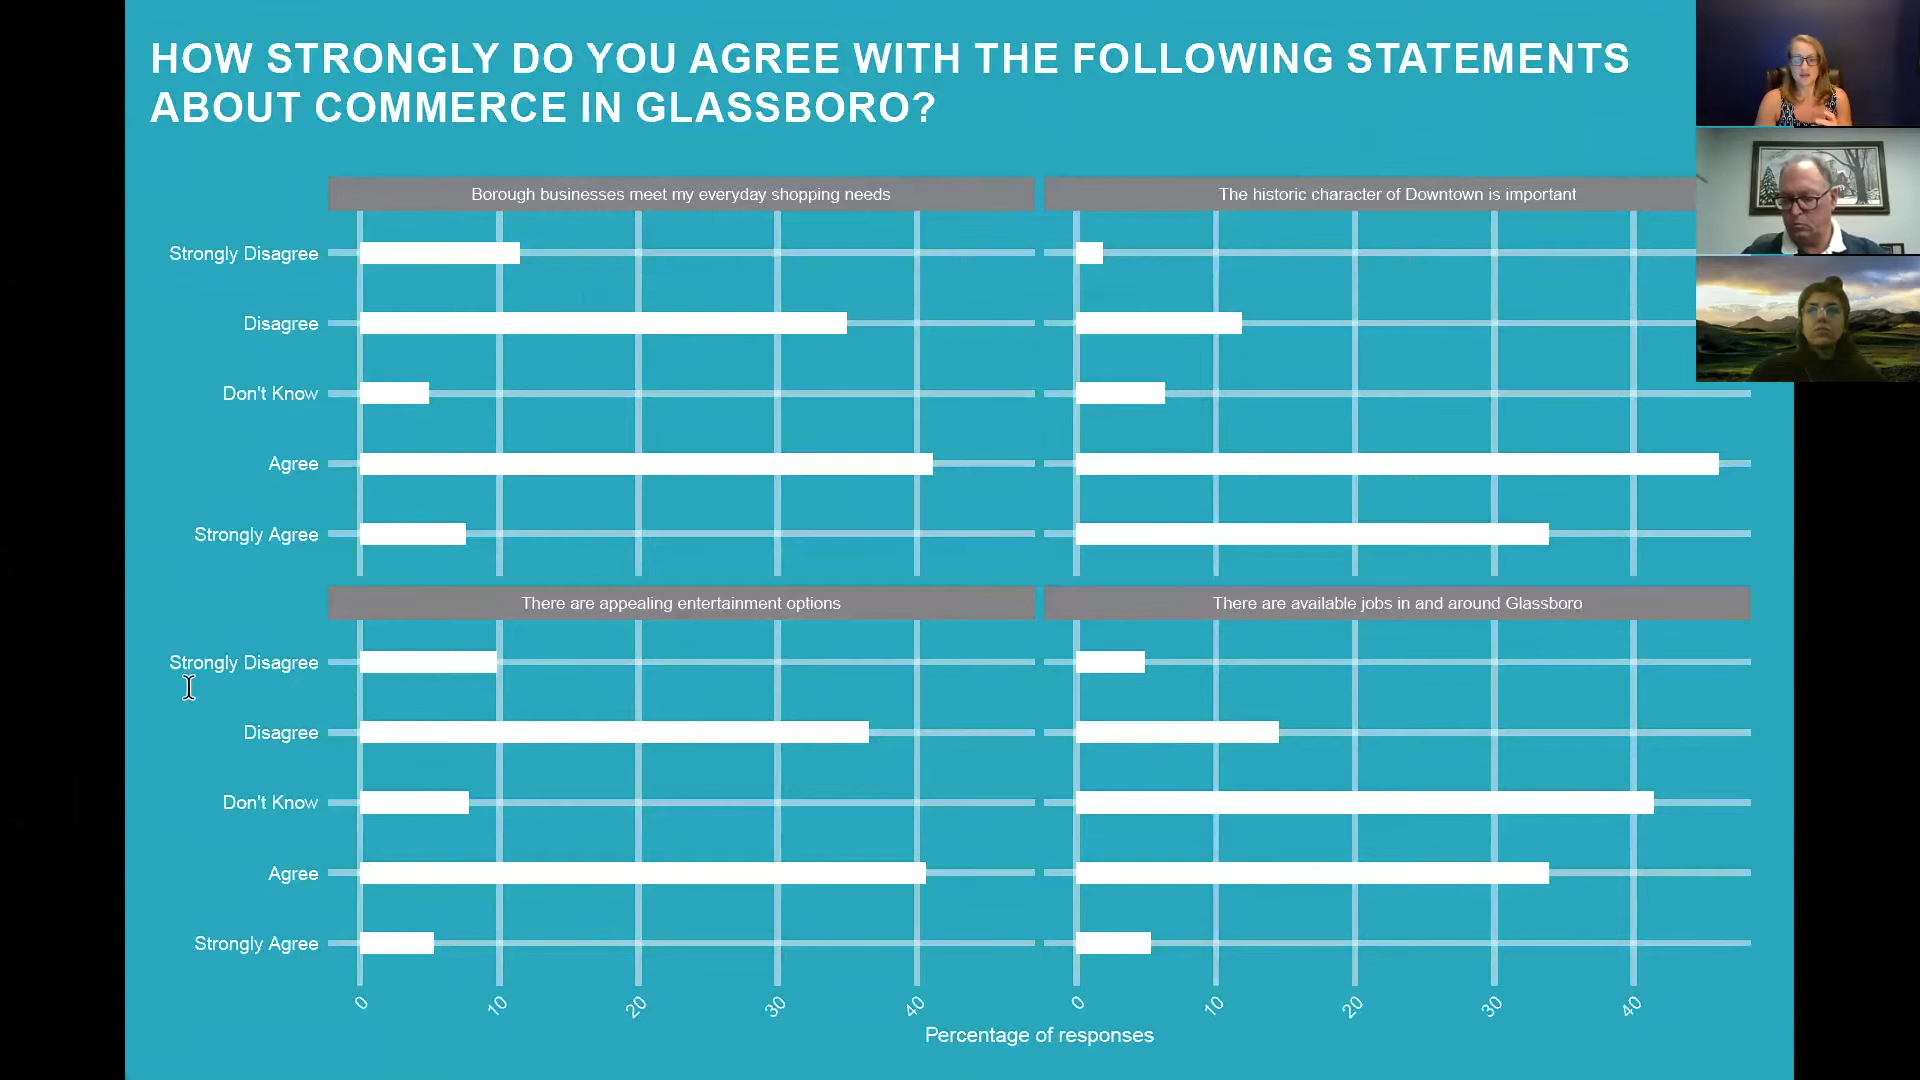 HOW STRONGLY DO YOU AGREE WITH THE FOLLOWING STATEMENTS
ABOUT COMMERCE IN GLASSBORO?
Borough businesses meet my everyday shopping needs
The historic character of Downtown is important
Strongly Disagree
Disagree
Don't Know
Agree
Strongly Agree
There are appealing entertainment options
There are available jobs in and around Glassboro
Strongly Disagree
Disagree
Don't Know
Agree
Strongly Agree
0 10 20 30 40 0 10 20 30 40
Percentage of responses